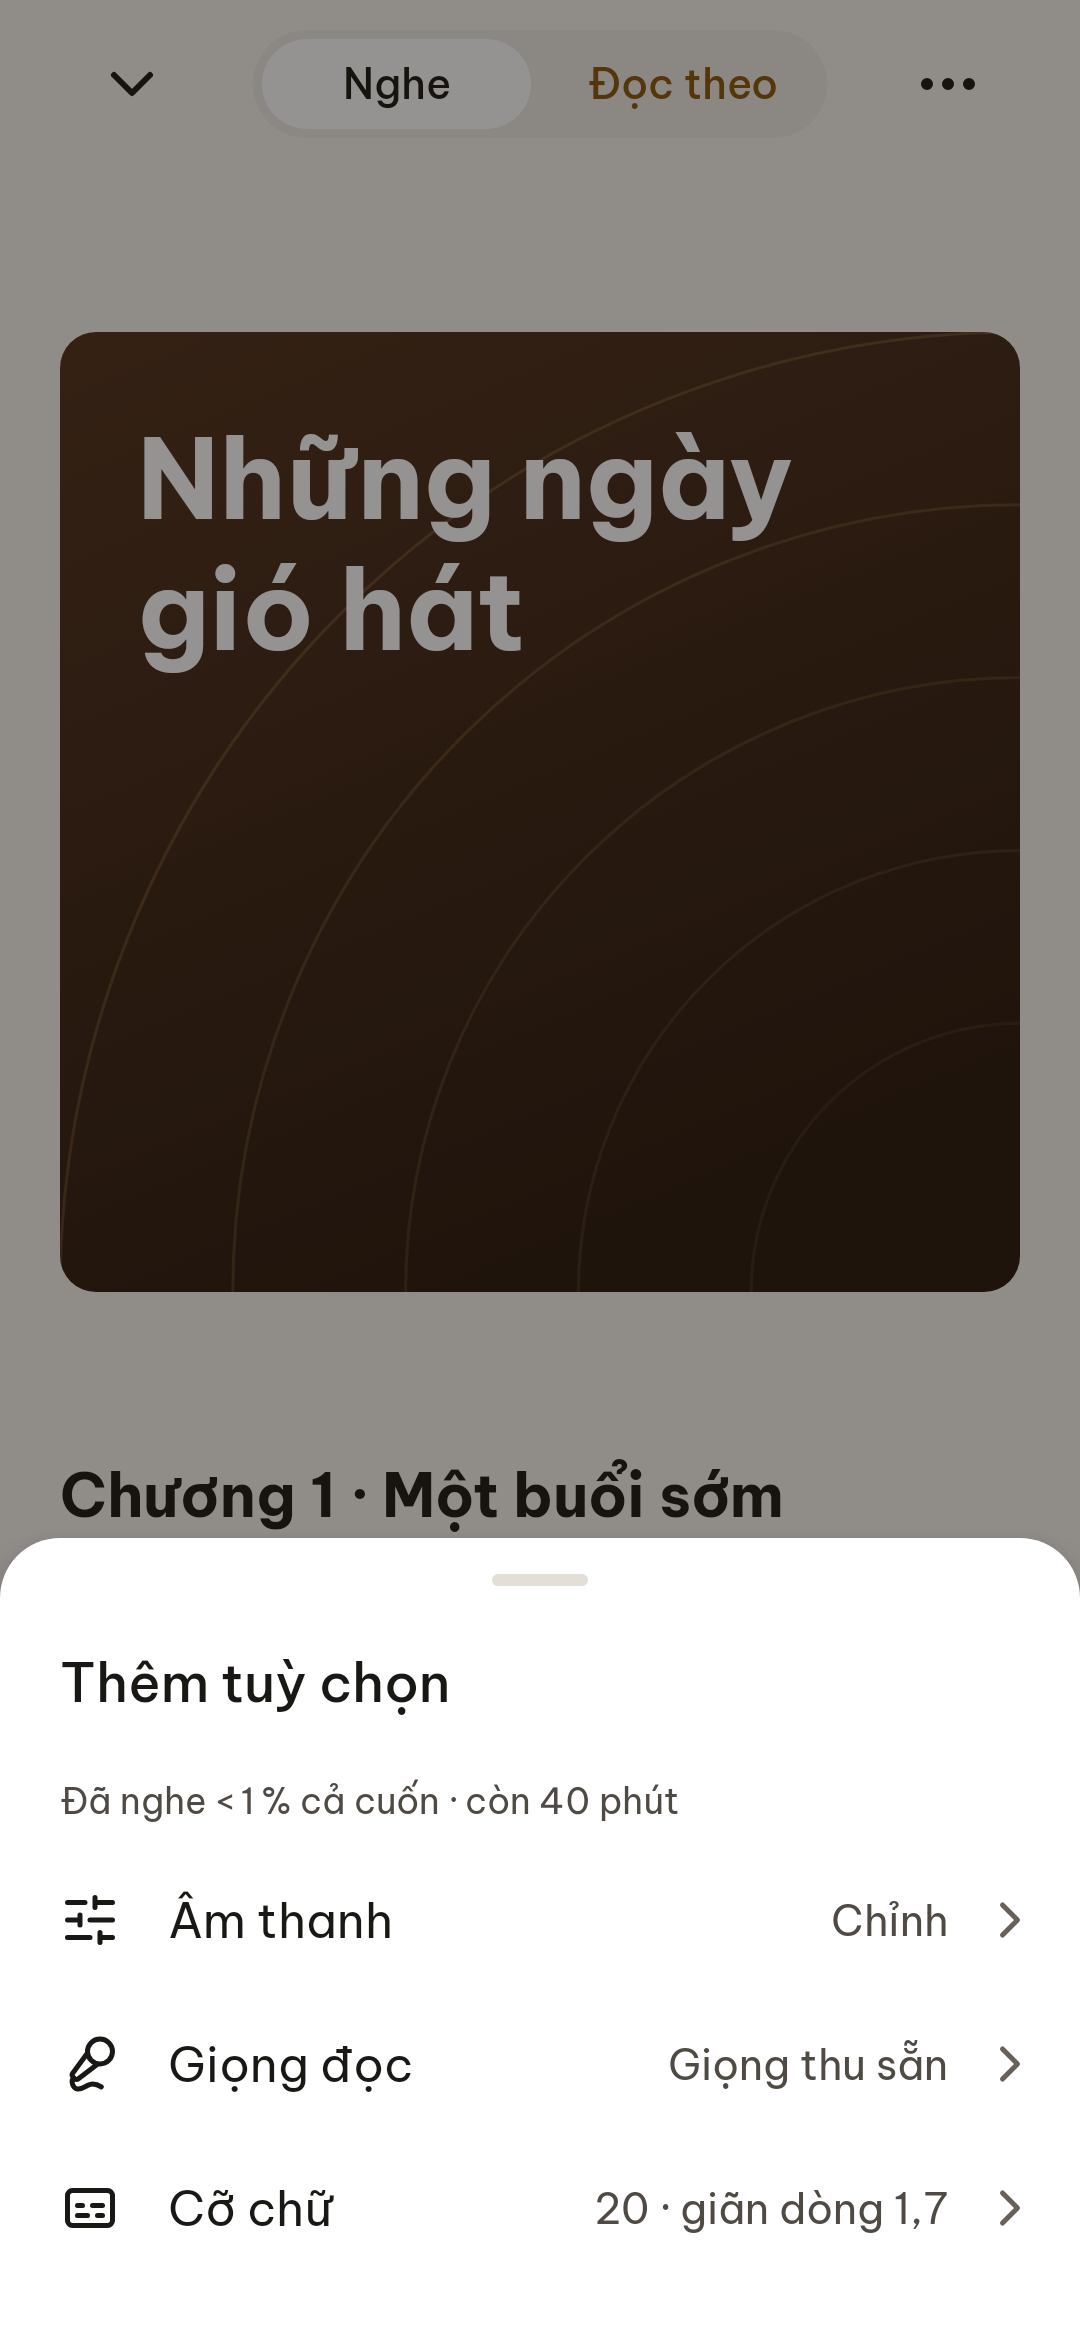 Nghe
Đọc theo
Những ngày
gió hát
Chương 1 · Một buổi sớm
Thêm tuỳ chọn
Đã nghe <1% cả cuốn · còn 40 phút
Âm thanh
Chỉnh
Giọng đọc
Giọng thu sẵn
Cỡ chữ
20 · giãn dòng 1,7